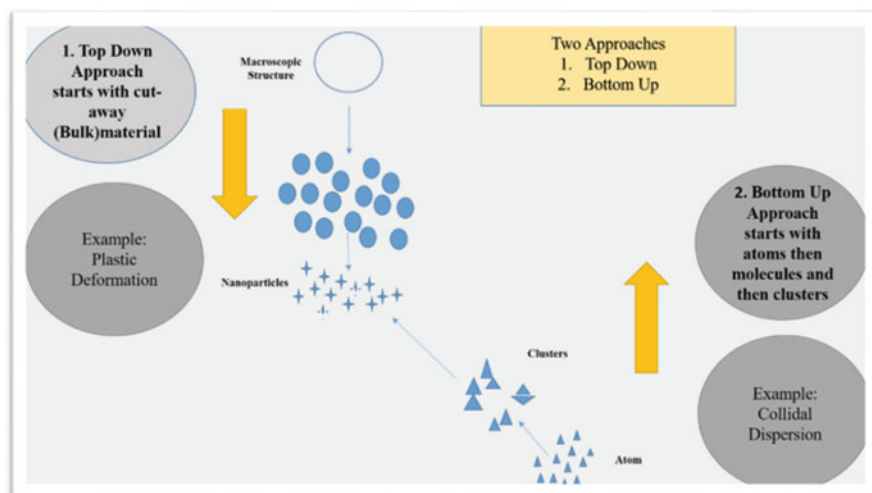 1. Top Down
Approach
starts with cut-
away
(Bulk)material
Example:
Plastic
Deformation
Macroscopic
Structure
Nanoparticles
Two Approaches
1. Top Down
2. Bottom Up
Clusters
Atom
2. Bottom Up
Approach
starts with
atoms then
molecules and
then clusters
Example:
Collidal
Dispersion